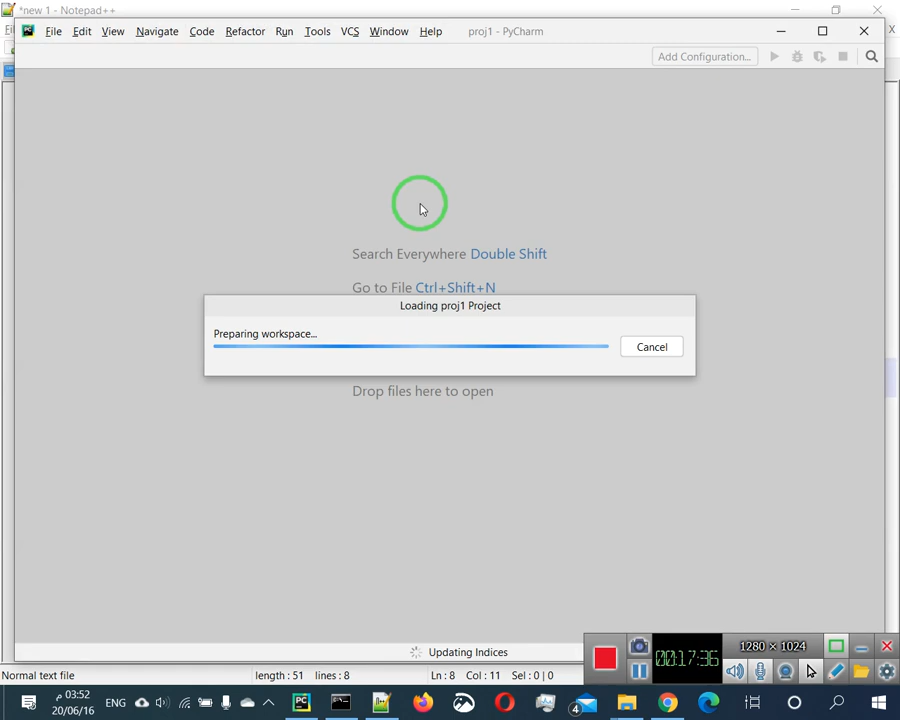 *new 1 - Notepad++
File Edit View Navigate Code Refactor Run Tools VCS Window Help proj1 - PyCharm
Add Configuration...
Search Everywhere Double Shift
Go to File Ctrl+Shift+N
Loading proj1 Project
Preparing workspace...
Cancel
Drop files here to open
Updating Indices
1280 × 1024
00:17:36
Normal text file length : 51 lines : 8 Ln : 8 Col : 11 Sel : 0 | 0
03:52 م
ENG
20/06/16
4